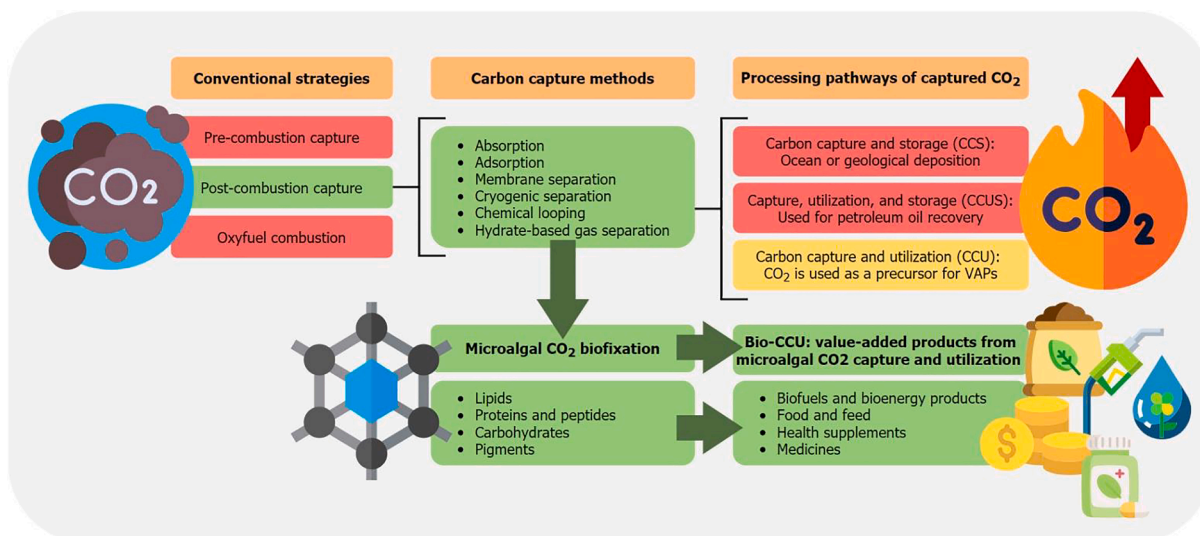 Conventional strategies
Carbon capture methods
Processing pathways of captured CO₂
CO₂
Pre-combustion capture
Post-combustion capture
Oxyfuel combustion
• Absorption
• Adsorption
• Membrane separation
• Cryogenic separation
• Chemical looping
• Hydrate-based gas separation
Carbon capture and storage (CCS):
Ocean or geological deposition
Capture, utilization, and storage (CCUS):
Used for petroleum oil recovery
Carbon capture and utilization (CCU):
CO₂ is used as a precursor for VAPs
CO₂
Microalgal CO₂ biofixation
Bio-CCU: value-added products from
microalgal CO2 capture and utilization
• Lipids
• Proteins and peptides
• Carbohydrates
• Pigments
• Biofuels and bioenergy products
• Food and feed
• Health supplements
• Medicines
$